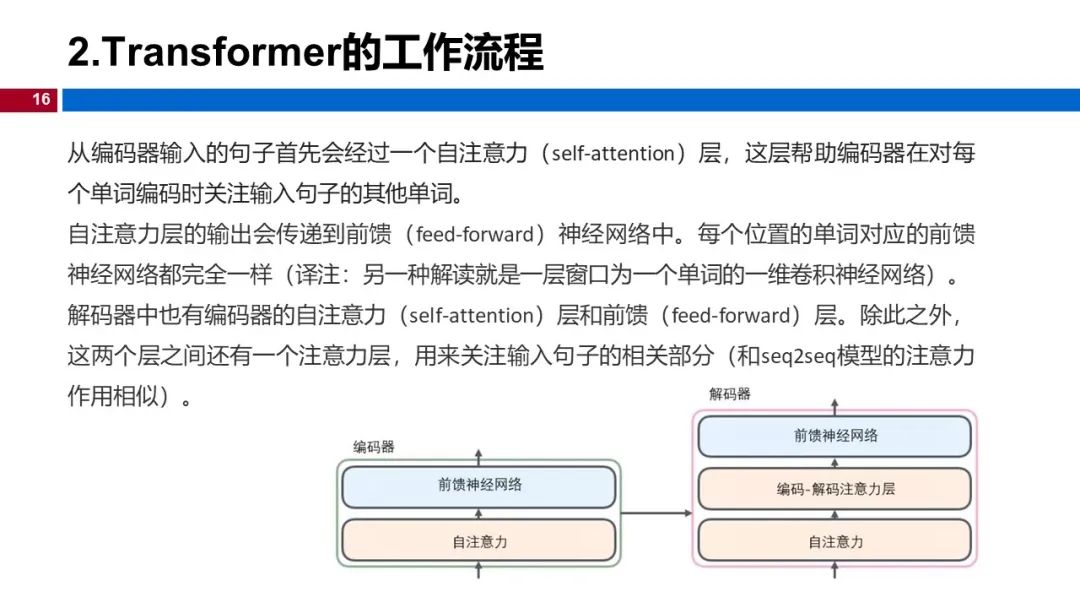 2.Transformer的工作流程
16
从编码器输入的句子首先会经过一个自注意力（self-attention）层，这层帮助编码器在对每
个单词编码时关注输入句子的其他单词。
自注意力层的输出会传递到前馈（feed-forward）神经网络中。每个位置的单词对应的前馈
神经网络都完全一样（译注：另一种解读就是一层窗口为一个单词的一维卷积神经网络）。
解码器中也有编码器的自注意力（self-attention）层和前馈（feed-forward）层。除此之外，
这两个层之间还有一个注意力层，用来关注输入句子的相关部分（和seq2seq模型的注意力
作用相似）。
编码器
前馈神经网络
自注意力
解码器
前馈神经网络
编码-解码注意力层
自注意力